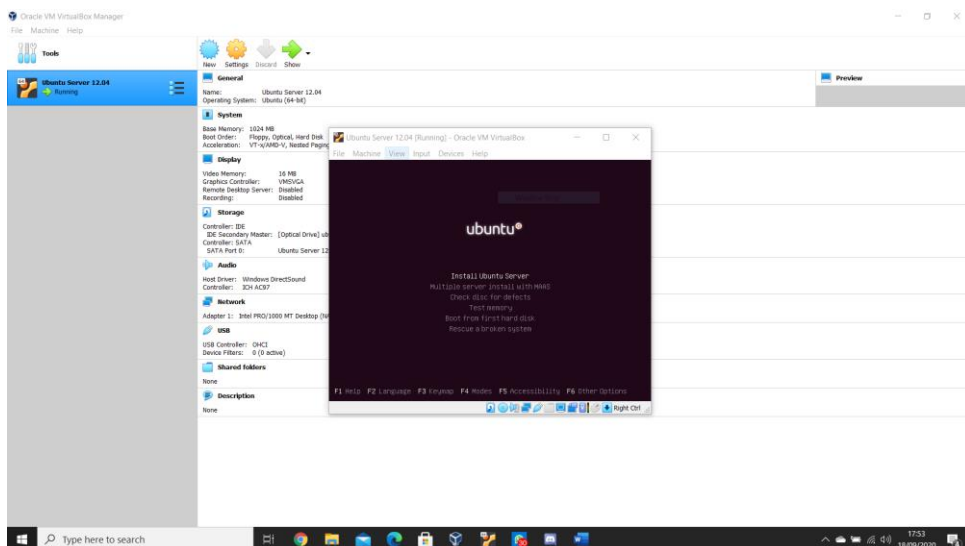 Oracle VM VirtualBox Manager
File Machine Help
Tools
New Settings Discard Show
Ubuntu Server 12.04
Running
General
Name: Ubuntu Server 12.04
Operating System: Ubuntu (64-bit)
System
Base Memory: 1024 MB
Boot Order: Floppy, Optical, Hard Disk
Acceleration: VT-x/AMD-V, Nested Paging
Display
Video Memory: 16 MB
Graphics Controller: VMSVGA
Remote Desktop Server: Disabled
Recording: Disabled
Storage
Controller: IDE
IDE Secondary Master: [Optical Drive] ub
Controller: SATA
SATA Port 0: Ubuntu Server 12
Audio
Host Driver: Windows DirectSound
Controller: ICH AC97
Network
Adapter 1: Intel PRO/1000 MT Desktop
USB
USB Controller: OHCI
Device Filters: 0 (0 active)
Shared folders
None
Description
None
Preview
Ubuntu Server 12.04 [Running] - Oracle VM VirtualBox
File Machine View Input Devices Help
ubuntu
Install Ubuntu Server
Multiple server install with MAAS
Check disc for defects
Test memory
Boot from first hard disk
Rescue a broken system
F1 Help F2 Language F3 Keymap F4 Modes F5 Accessibility F6 Other Options
Right Ctrl
Type here to search
17:53
18/09/2020